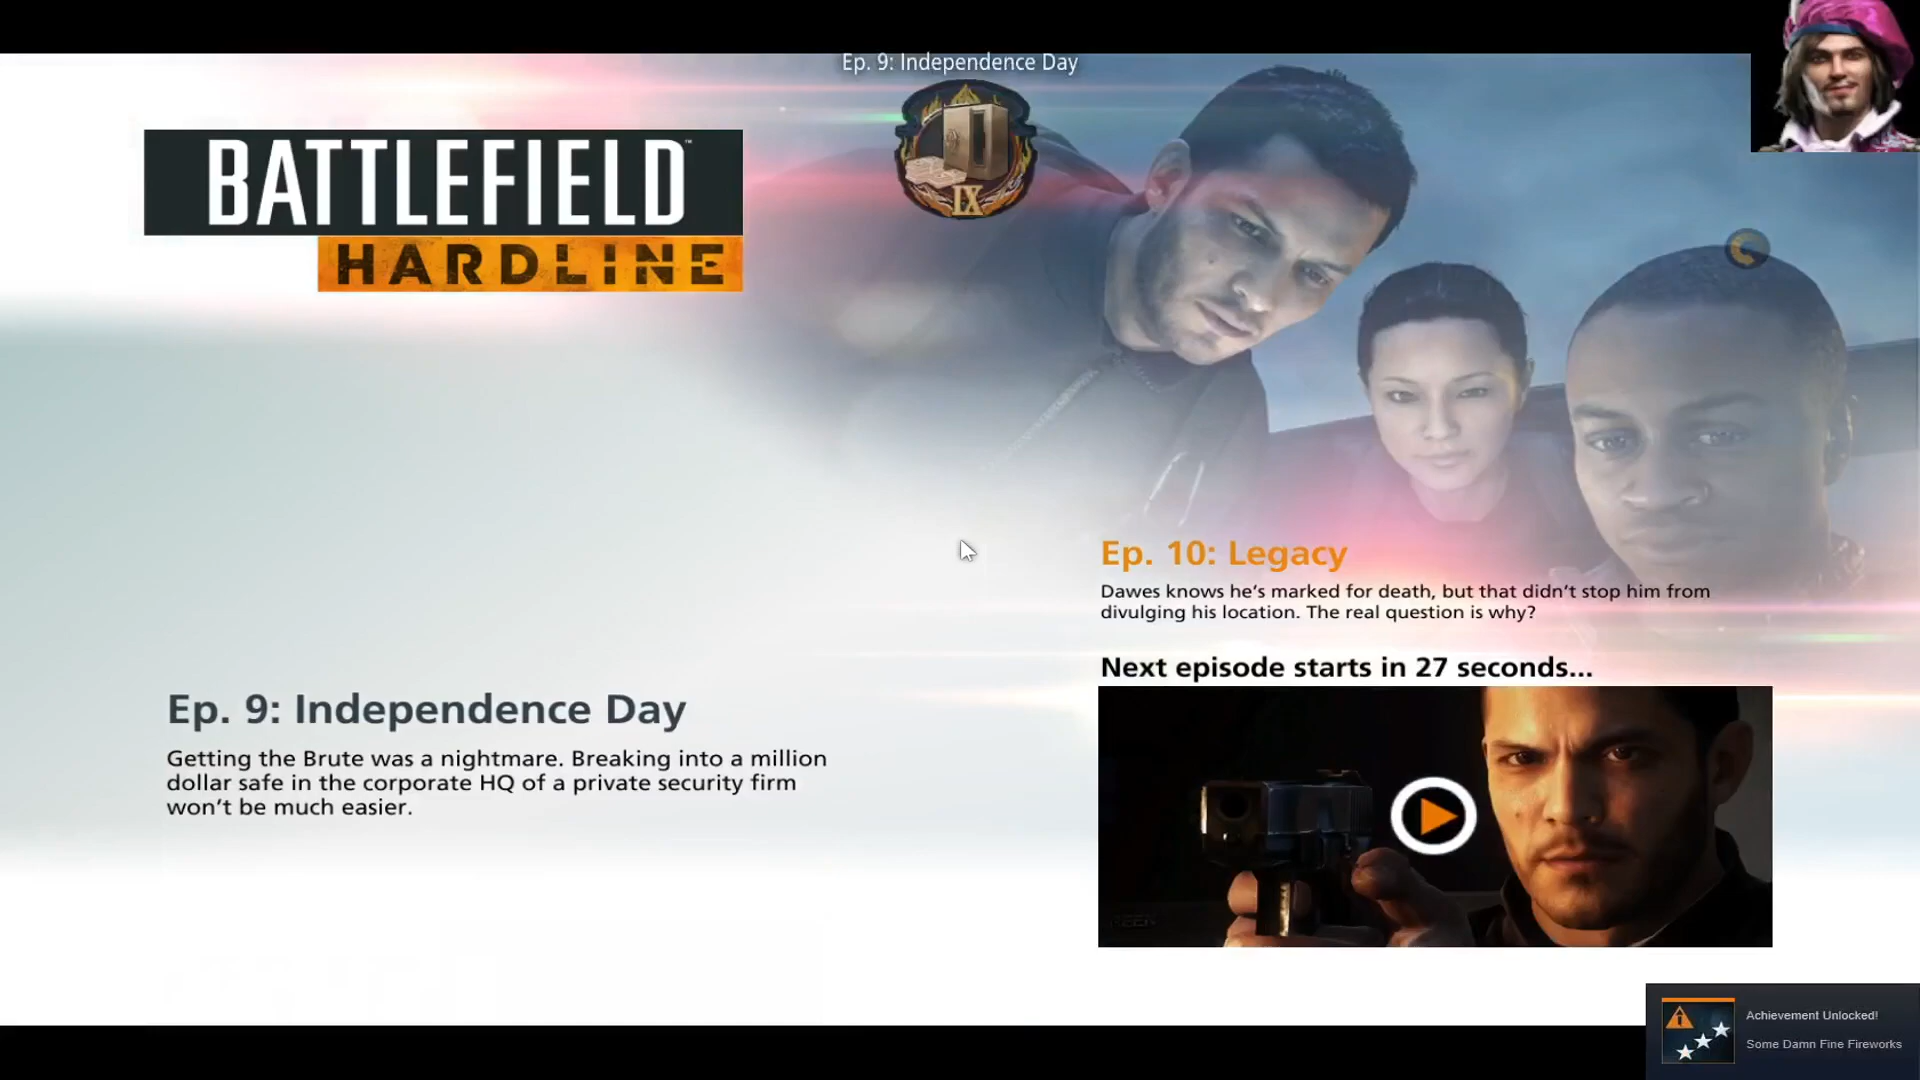 Ep. 9: Independence Day
BATTLEFIELD™
HARDLINE
IX
Ep. 10: Legacy
Dawes knows he's marked for death, but that didn't stop him from
divulging his location. The real question is why?
Next episode starts in 27 seconds...
Ep. 9: Independence Day
Getting the Brute was a nightmare. Breaking into a million
dollar safe in the corporate HQ of a private security firm
won't be much easier.
Achievement Unlocked!
Some Damn Fine Fireworks